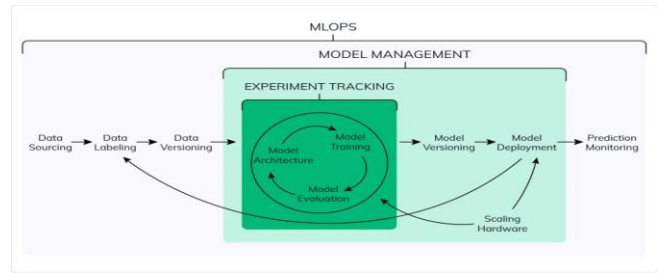 MLOPS
MODEL MANAGEMENT
EXPERIMENT TRACKING
Data
Sourcing
Data
Labeling
Data
Versioning
Model
Architecture
Model
Training
Model
Evaluation
Model
Versioning
Model
Deployment
Prediction
Monitoring
Scaling
Hardware